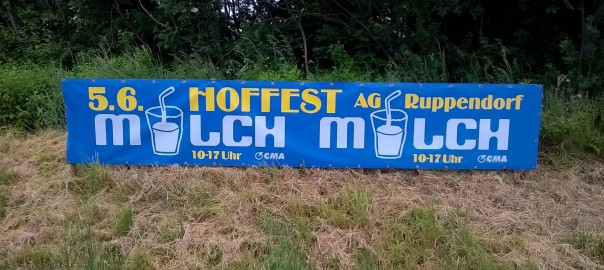 5.6. HOFFEST AG Ruppendorf
MILCH MILCH
10-17 Uhr CMA 10-17 Uhr CMA